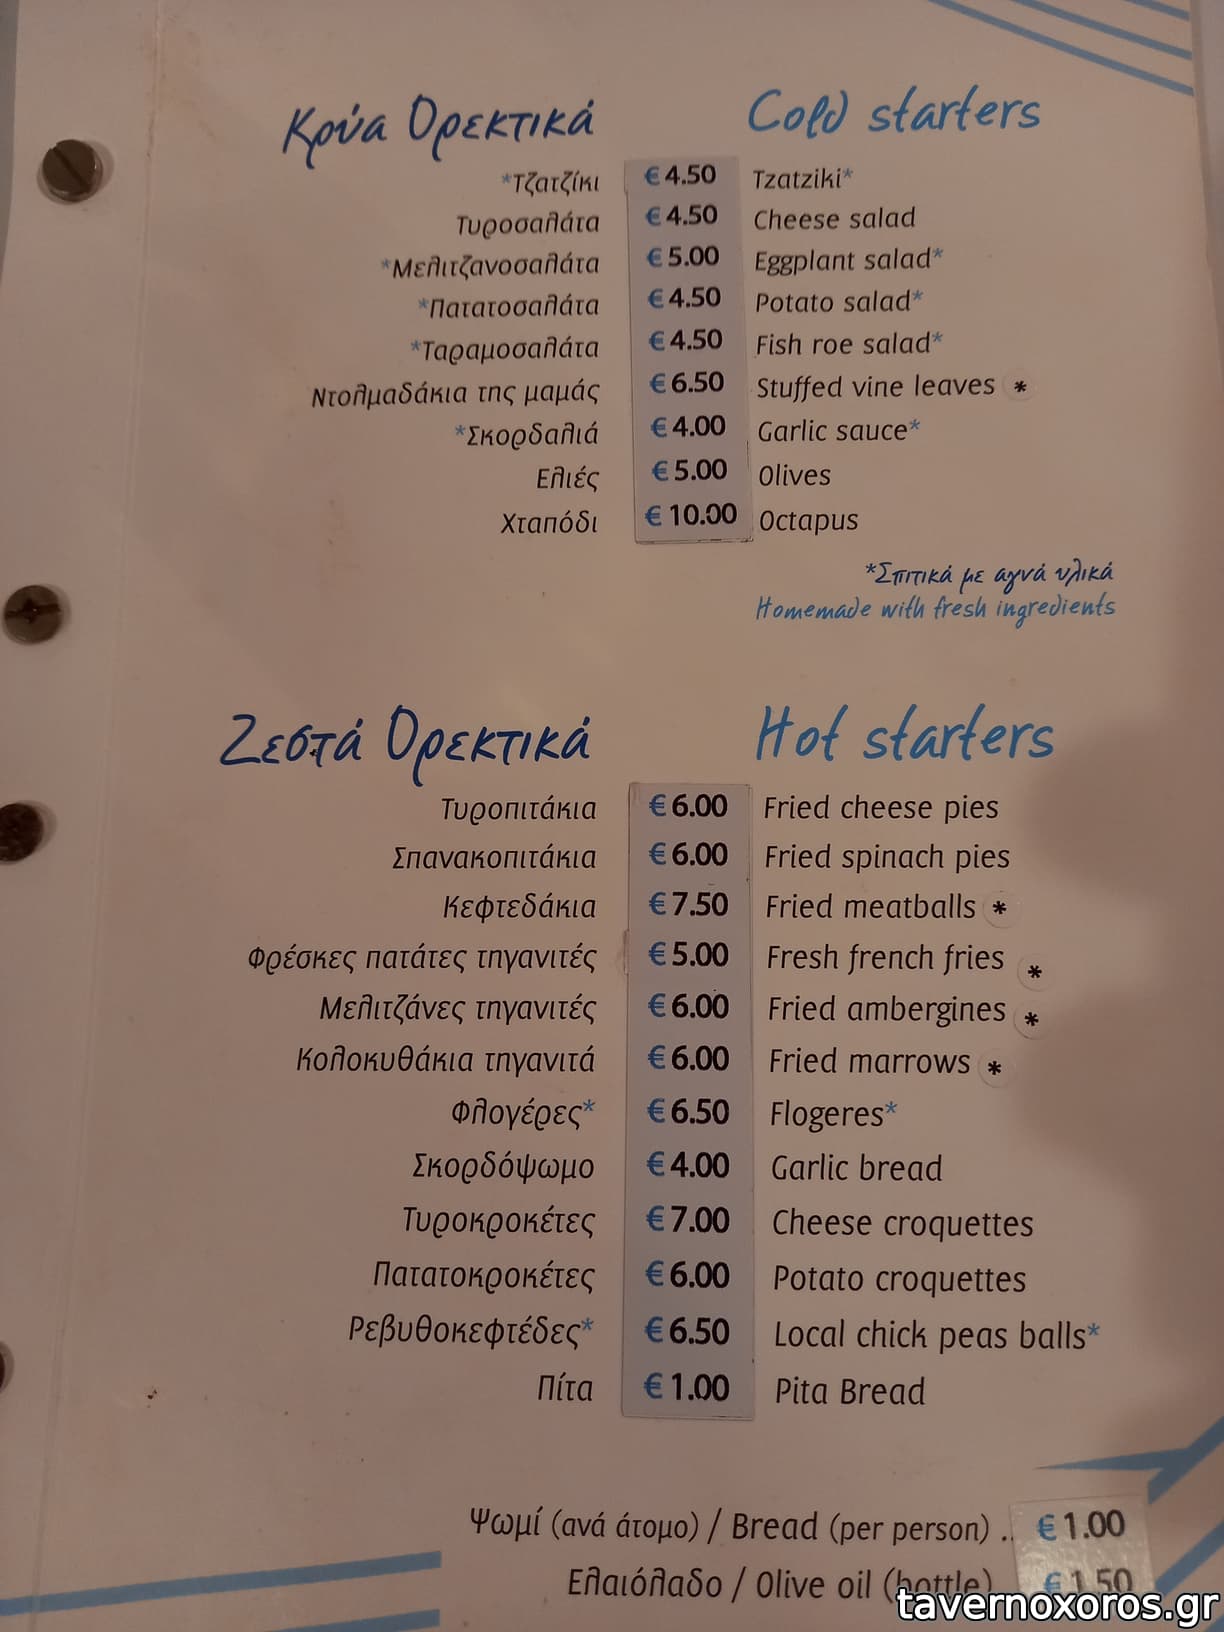 Κρύα Ορεκτικά Cold starters
*Τζατζίκι €4.50 Tzatziki*
Τυροσαλάτα €4.50 Cheese salad
*Μελιτζανοσαλάτα €5.00 Eggplant salad*
*Πατατοσαλάτα €4.50 Potato salad*
*Ταραμοσαλάτα €4.50 Fish roe salad*
Ντολμαδάκια της μαμάς €6.50 Stuffed vine leaves *
*Σκορδαλιά €4.00 Garlic sauce*
Ελιές €5.00 Olives
Χταπόδι €10.00 Octapus
*Σπιτικά με αγνά υλικά
Homemade with fresh ingredients
Ζεστά Ορεκτικά Hot starters
Τυροπιτάκια €6.00 Fried cheese pies
Σπανακοπιτάκια €6.00 Fried spinach pies
Κεφτεδάκια €7.50 Fried meatballs *
Φρέσκες πατάτες τηγανιτές €5.00 Fresh french fries *
Μελιτζάνες τηγανιτές €6.00 Fried ambergines *
Κολοκυθάκια τηγανιτά €6.00 Fried marrows *
Φλογέρες* €6.50 Flogeres*
Σκορδόψωμο €4.00 Garlic bread
Τυροκροκέτες €7.00 Cheese croquettes
Πατατοκροκέτες €6.00 Potato croquettes
Ρεβυθοκεφτέδες* €6.50 Local chick peas balls*
Πίτα €1.00 Pita Bread
Ψωμί (ανά άτομο) / Bread (per person) .. €1.00
Ελαιόλαδο / Olive oil (bottle) €1.50
tavernoxoros.gr